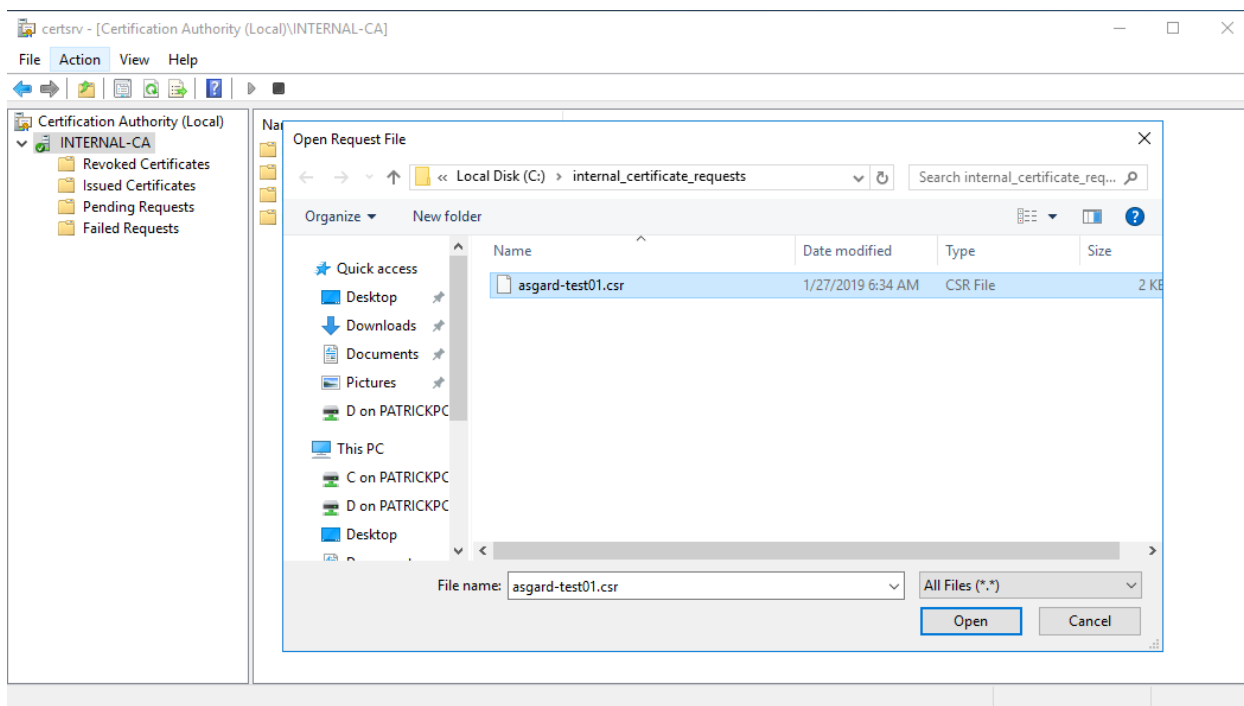 certsrv - [Certification Authority (Local)\INTERNAL-CA]
File Action View Help
Certification Authority (Local)
INTERNAL-CA
Revoked Certificates
Issued Certificates
Pending Requests
Failed Requests
Open Request File
« Local Disk (C:) › internal_certificate_requests
Search internal_certificate_req...
Organize
New folder
Name Date modified Type Size
asgard-test01.csr 1/27/2019 6:34 AM CSR File 2 KB
Quick access
Desktop
Downloads
Documents
Pictures
D on PATRICKPC
This PC
C on PATRICKPC
D on PATRICKPC
Desktop
File name: asgard-test01.csr
All Files (*.*)
Open Cancel